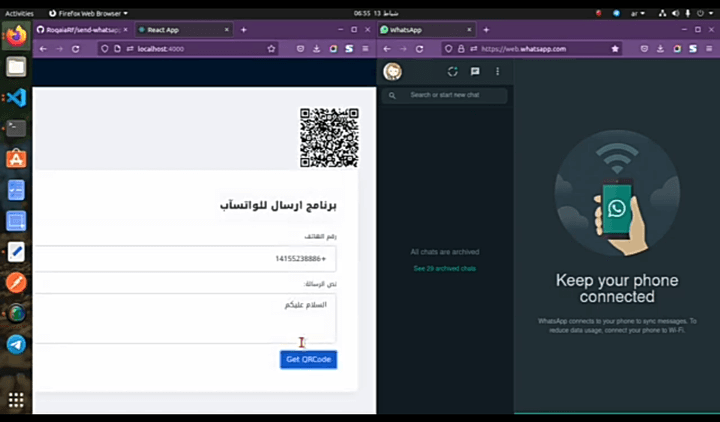 Activities
Firefox Web Browser
06:55 13 شباط
ar
RoqaiaRf/send-whatsap
React App
WhatsApp
localhost:4000
https://web.whatsapp.com
Search or start new chat
برنامج ارسال للواتسآب
رقم الهاتف
14155238886+
نص الرسالة:
السلام عليكم
Get QRCode
All chats are archived
See 29 archived chats
Keep your phone
connected
WhatsApp connects to your phone to sync messages. To
reduce data usage, connect your phone to Wi-Fi.